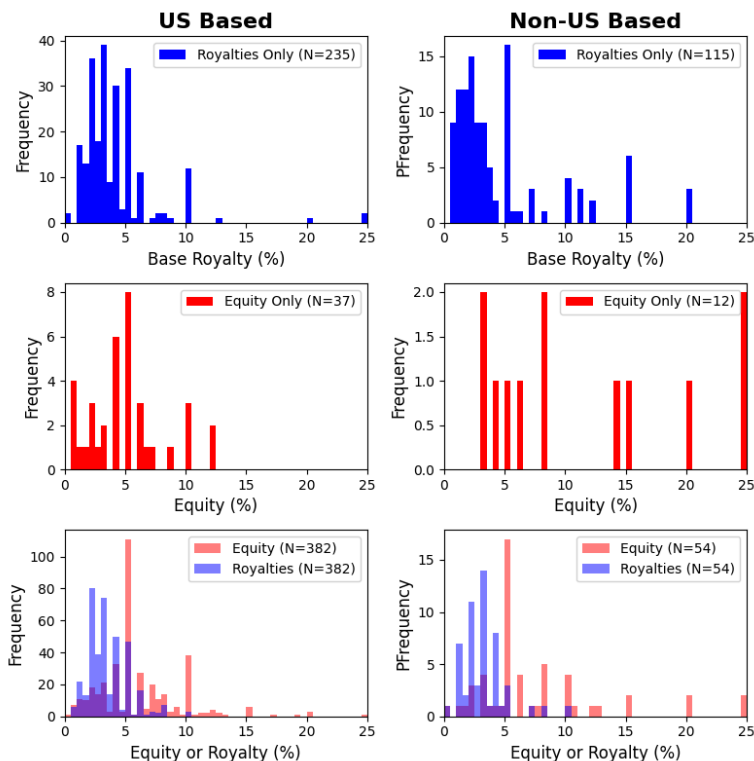 US Based
Non-US Based
Frequency
40
30
20
10
0
Royalties Only (N=235)
0 5 10 15 20 25
Base Royalty (%)
PFrequency
15
10
5
0
Royalties Only (N=115)
0 5 10 15 20 25
Base Royalty (%)
Frequency
8
6
4
2
0
Equity Only (N=37)
0 5 10 15 20 25
Equity (%)
Frequency
2.0
1.5
1.0
0.5
0.0
Equity Only (N=12)
0 5 10 15 20 25
Equity (%)
Frequency
100
80
60
40
20
0
Equity (N=382)
Royalties (N=382)
0 5 10 15 20 25
Equity or Royalty (%)
PFrequency
15
10
5
0
Equity (N=54)
Royalties (N=54)
0 5 10 15 20 25
Equity or Royalty (%)